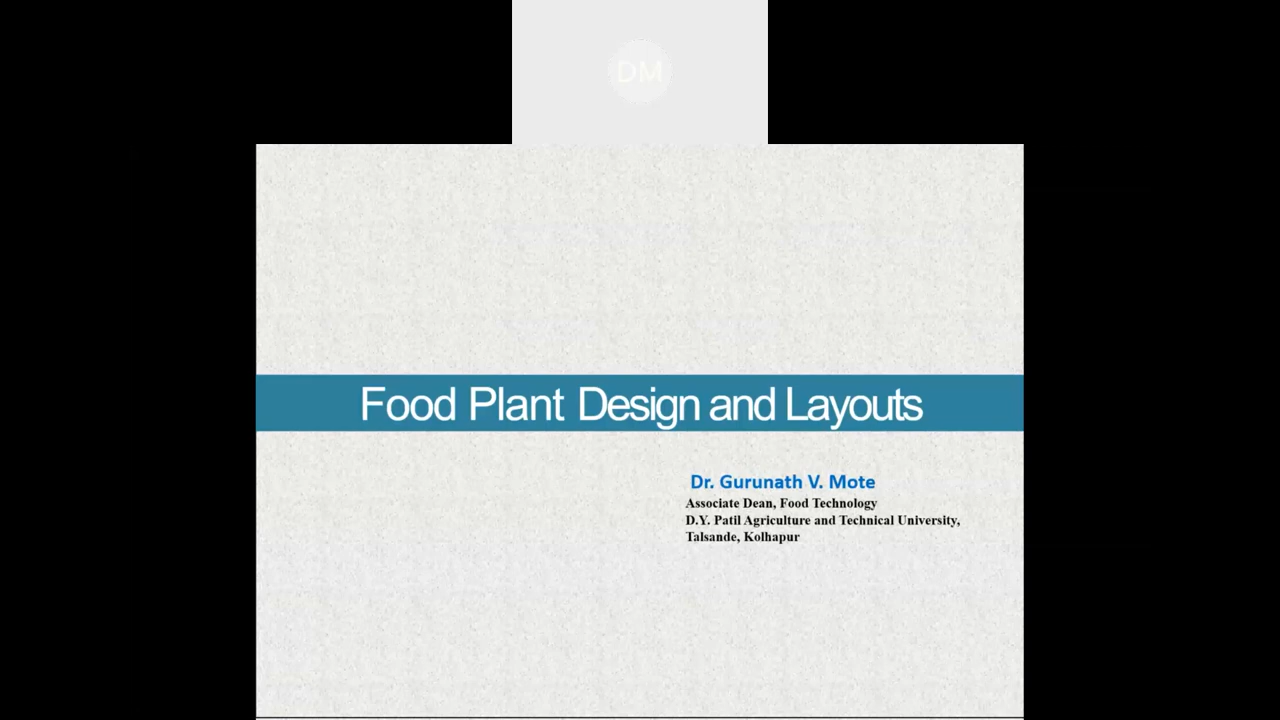 DM
Food Plant Design and Layouts
Dr. Gurunath V. Mote
Associate Dean, Food Technology
D.Y. Patil Agriculture and Technical University,
Talsande, Kolhapur